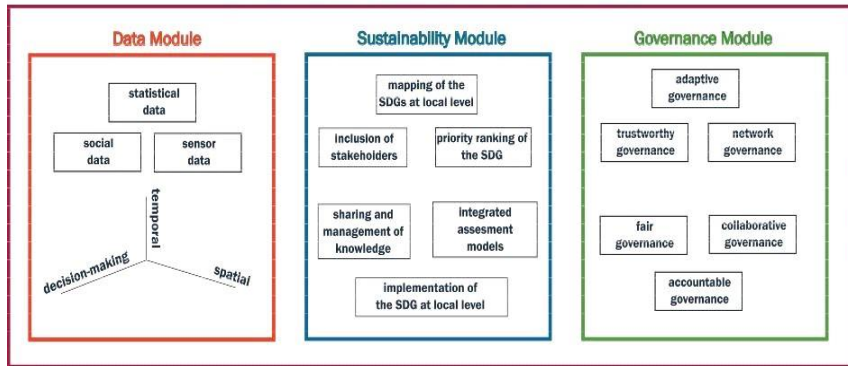 Data Module
statistical
data
social
data
sensor
data
temporal
decision-making
spatial
Sustainability Module
mapping of the
SDGs at local level
inclusion of
stakeholders
priority ranking of
the SDG
sharing and
management of
knowledge
integrated
assesment
models
implementation of
the SDG at local level
Governance Module
adaptive
governance
trustworthy
governance
network
governance
fair
governance
collaborative
governance
accountable
governance